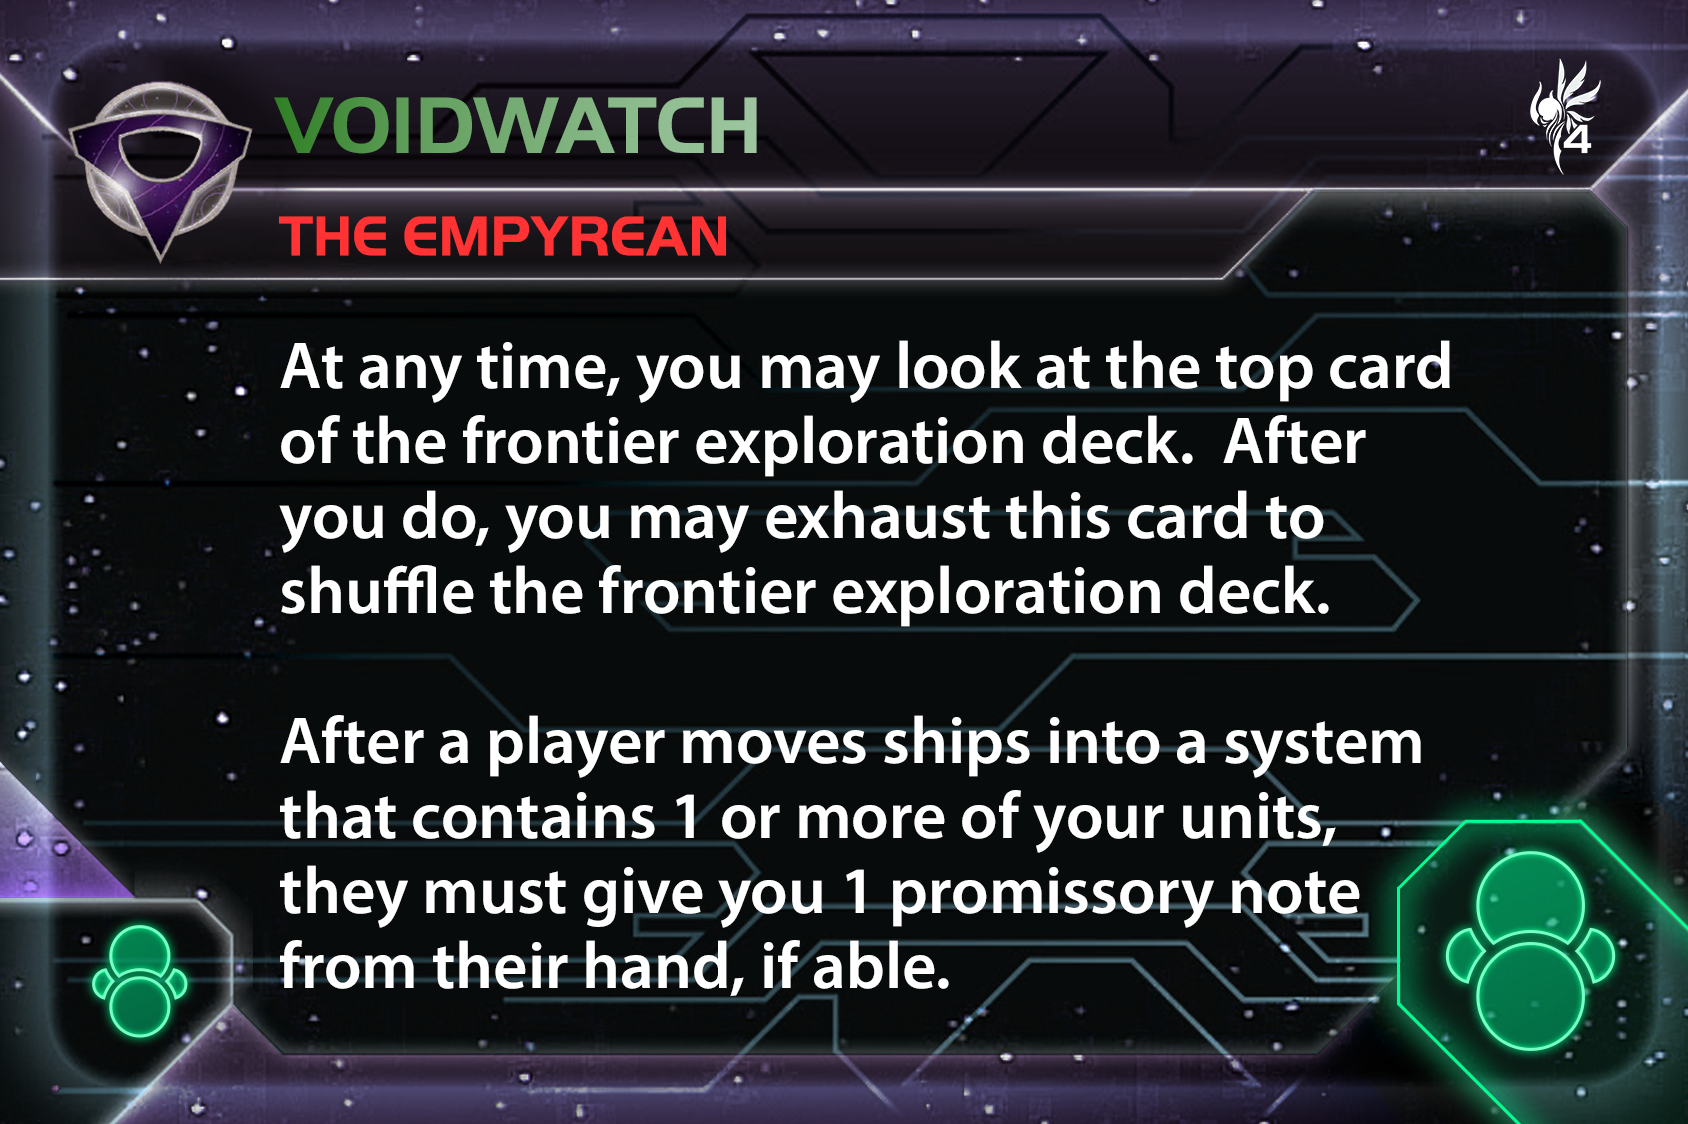 VOIDWATCH
4
THE EMPYREAN
At any time, you may look at the top card
of the frontier exploration deck.  After
you do, you may exhaust this card to
shuffle the frontier exploration deck.
After a player moves ships into a system
that contains 1 or more of your units,
they must give you 1 promissory note
from their hand, if able.